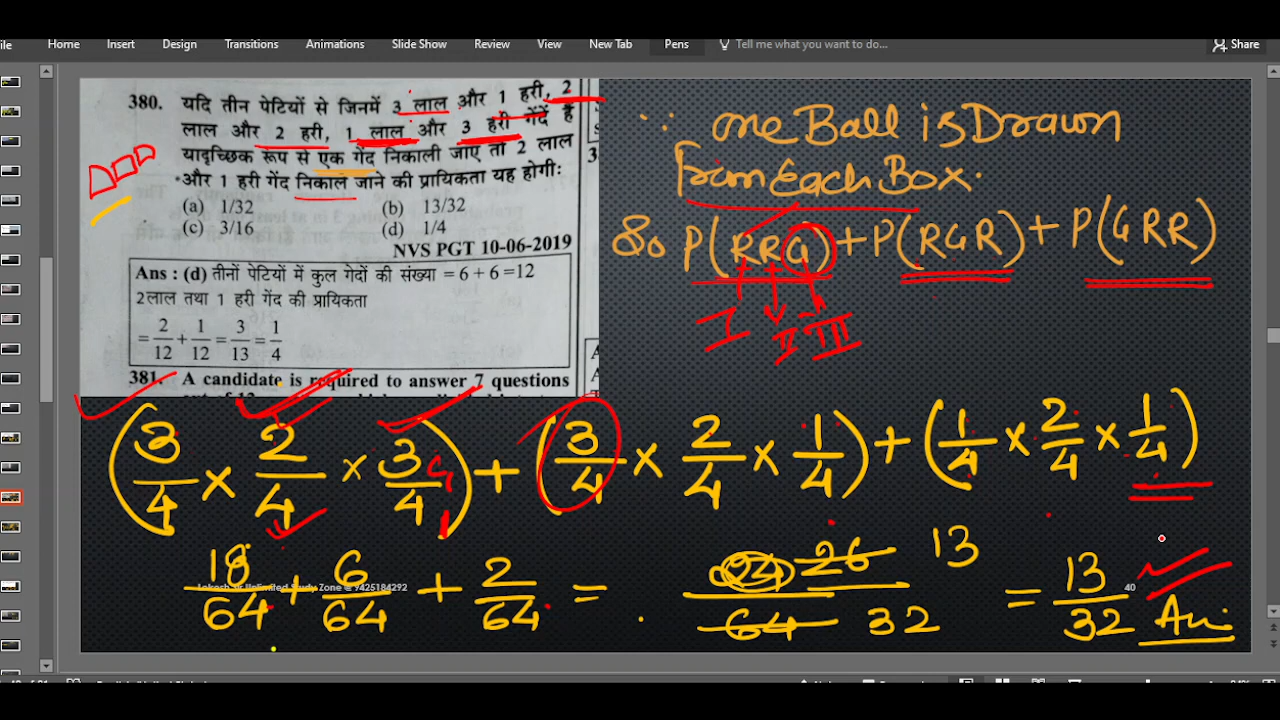 File Home Insert Design Transitions Animations Slide Show Review View New Tab Pens Tell me what you want to do... Share
380. यदि तीन पेटियों से जिनमें 3 लाल और 1 हरी, 2
लाल और 2 हरी, 1 लाल और 3 हरी गेंदें हैं
यादृच्छिक रूप से एक गेंद निकाली जाए तो 2 लाल
और 1 हरी गेंद निकाले जाने की प्रायिकता यह होगी:
(a) 1/32 (b) 13/32
(c) 3/16 (d) 1/4
NVS PGT 10-06-2019
Ans : (d) तीनों पेटियों में कुल गेदों की संख्या = 6 + 6 =12
2लाल तथा 1 हरी गेंद की प्रायिकता
= 2/12 + 1/12 = 3/13 = 1/4
381. A candidate is required to answer 7 questions
∵ one Ball is Drawn
from Each Box.
So P(RRG) + P(RGR) + P(GRR)
I II III
(3/4 × 2/4 × 3/4) + (3/4 × 2/4 × 1/4) + (1/4 × 2/4 × 1/4)
18/64 + 6/64 + 2/64 = 26/64 13/32 = 13/32 Ans
Unlimited Study Zone @ 9425184292
40